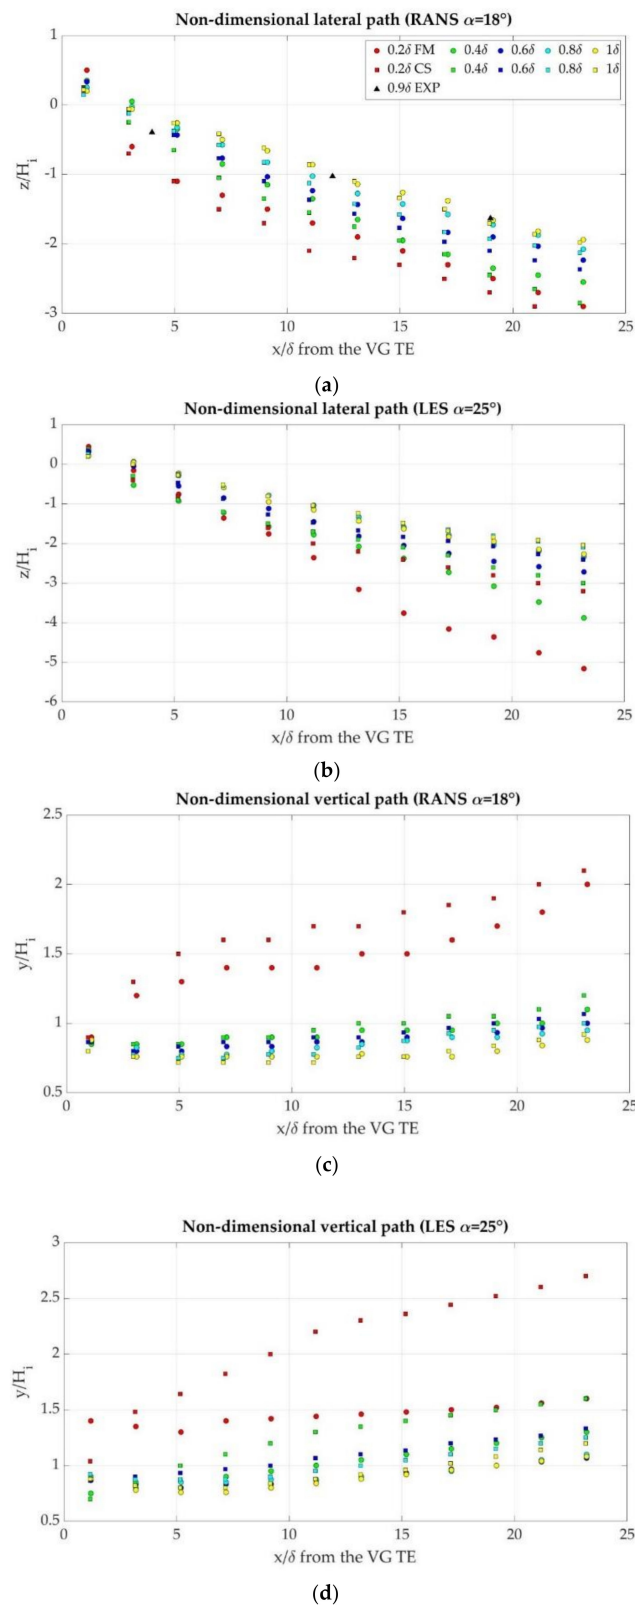 Non-dimensional lateral path (RANS α=18°)
0.2δ FM 0.4δ 0.6δ 0.8δ 1δ
0.2δ CS 0.4δ 0.6δ 0.8δ 1δ
0.9δ EXP
1
0
-1
-2
-3
z/Hi
0 5 10 15 20 25
x/δ from the VG TE
(a)
Non-dimensional lateral path (LES α=25°)
1
0
-1
-2
-3
-4
-5
-6
z/Hi
0 5 10 15 20 25
x/δ from the VG TE
(b)
Non-dimensional vertical path (RANS α=18°)
2.5
2
1.5
1
0.5
y/Hi
0 5 10 15 20 25
x/δ from the VG TE
(c)
Non-dimensional vertical path (LES α=25°)
3
2.5
2
1.5
1
0.5
y/Hi
0 5 10 15 20 25
x/δ from the VG TE
(d)